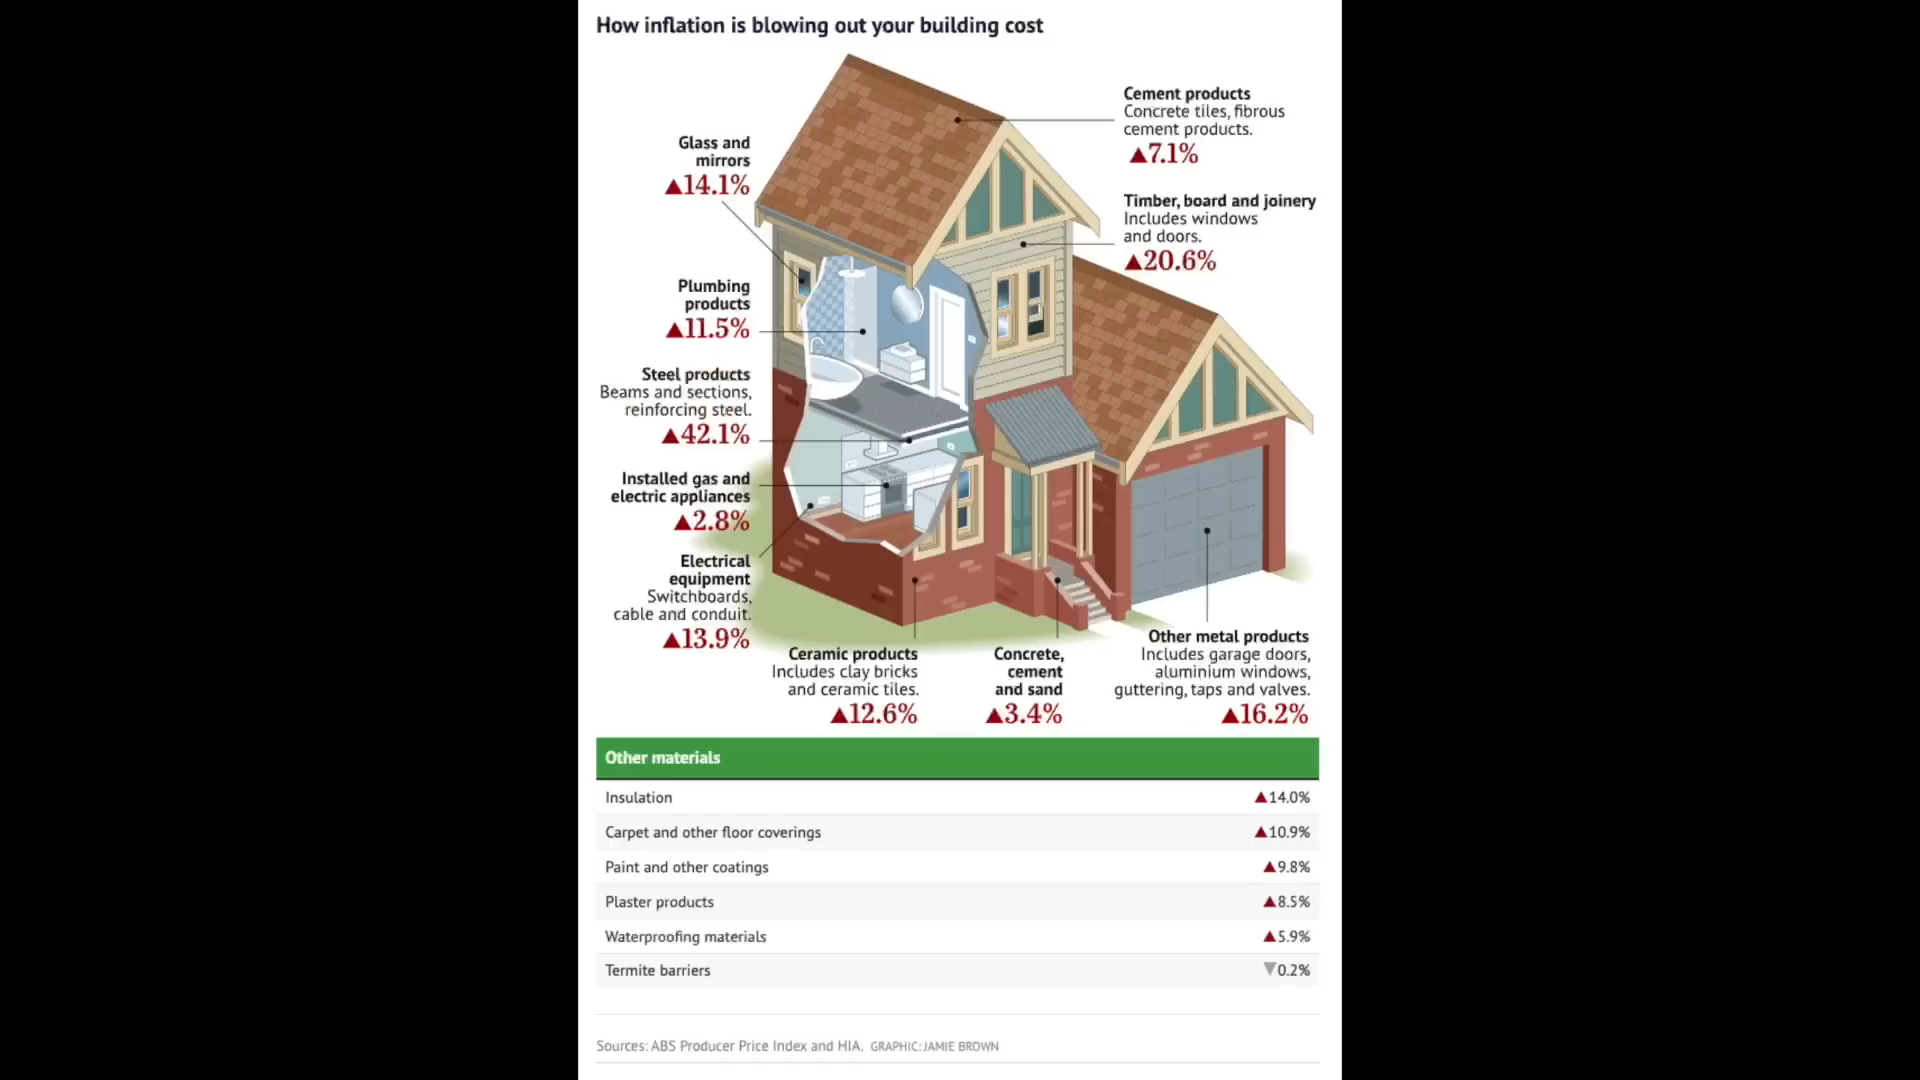 How inflation is blowing out your building cost
Cement products
Concrete tiles, fibrous
cement products.
▲7.1%
Glass and
mirrors
▲14.1%
Timber, board and joinery
Includes windows
and doors.
▲20.6%
Plumbing
products
▲11.5%
Steel products
Beams and sections,
reinforcing steel.
▲42.1%
Installed gas and
electric appliances
▲2.8%
Electrical
equipment
Switchboards,
cable and conduit.
▲13.9%
Ceramic products
Includes clay bricks
and ceramic tiles.
▲12.6%
Concrete,
cement
and sand
▲3.4%
Other metal products
Includes garage doors,
aluminium windows,
guttering, taps and valves.
▲16.2%
Other materials
Insulation ▲14.0%
Carpet and other floor coverings ▲10.9%
Paint and other coatings ▲9.8%
Plaster products ▲8.5%
Waterproofing materials ▲5.9%
Termite barriers ▼0.2%
Sources: ABS Producer Price Index and HIA. GRAPHIC: JAMIE BROWN